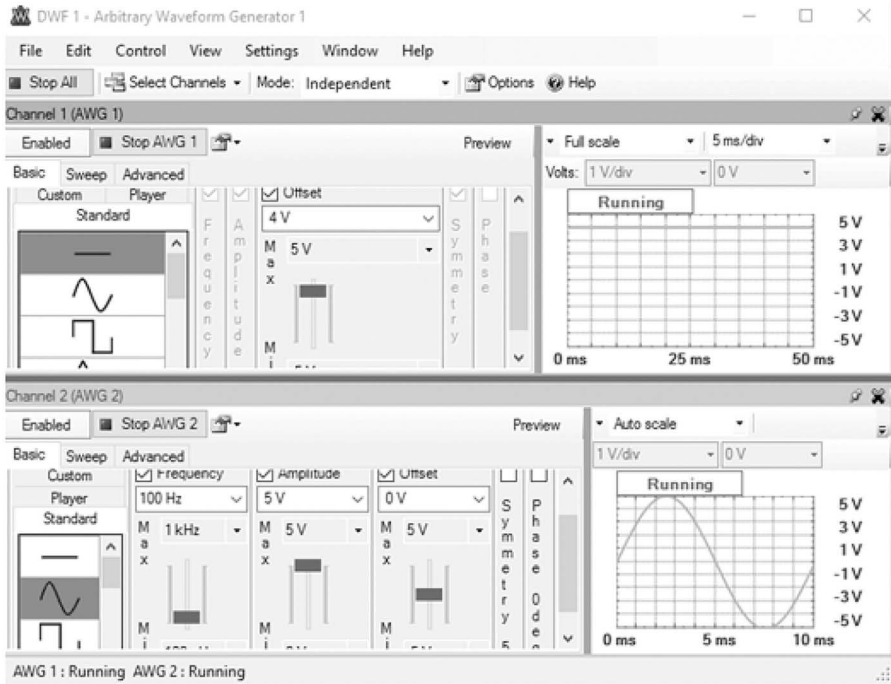 DWF 1 - Arbitrary Waveform Generator 1
File Edit Control View Settings Window Help
Stop All Select Channels Mode: Independent Options Help
Channel 1 (AWG 1)
Enabled Stop AWG 1 Preview Full scale 5 ms/div
Basic Sweep Advanced Volts: 1 V/div 0 V
Custom Player
Standard
Frequency
Amplitude
Offset
4 V
Max 5 V
Symmetry
Phase
Running
5 V
3 V
1 V
-1 V
-3 V
-5 V
0 ms 25 ms 50 ms
Channel 2 (AWG 2)
Enabled Stop AWG 2 Preview Auto scale
Basic Sweep Advanced 1 V/div 0 V
Custom
Player
Standard
Frequency Amplitude Offset
100 Hz 5 V 0 V
Max 1 kHz Max 5 V Max 5 V
Symmetry
Phase 0 de
Running
5 V
3 V
1 V
-1 V
-3 V
-5 V
0 ms 5 ms 10 ms
AWG 1 : Running AWG 2 : Running